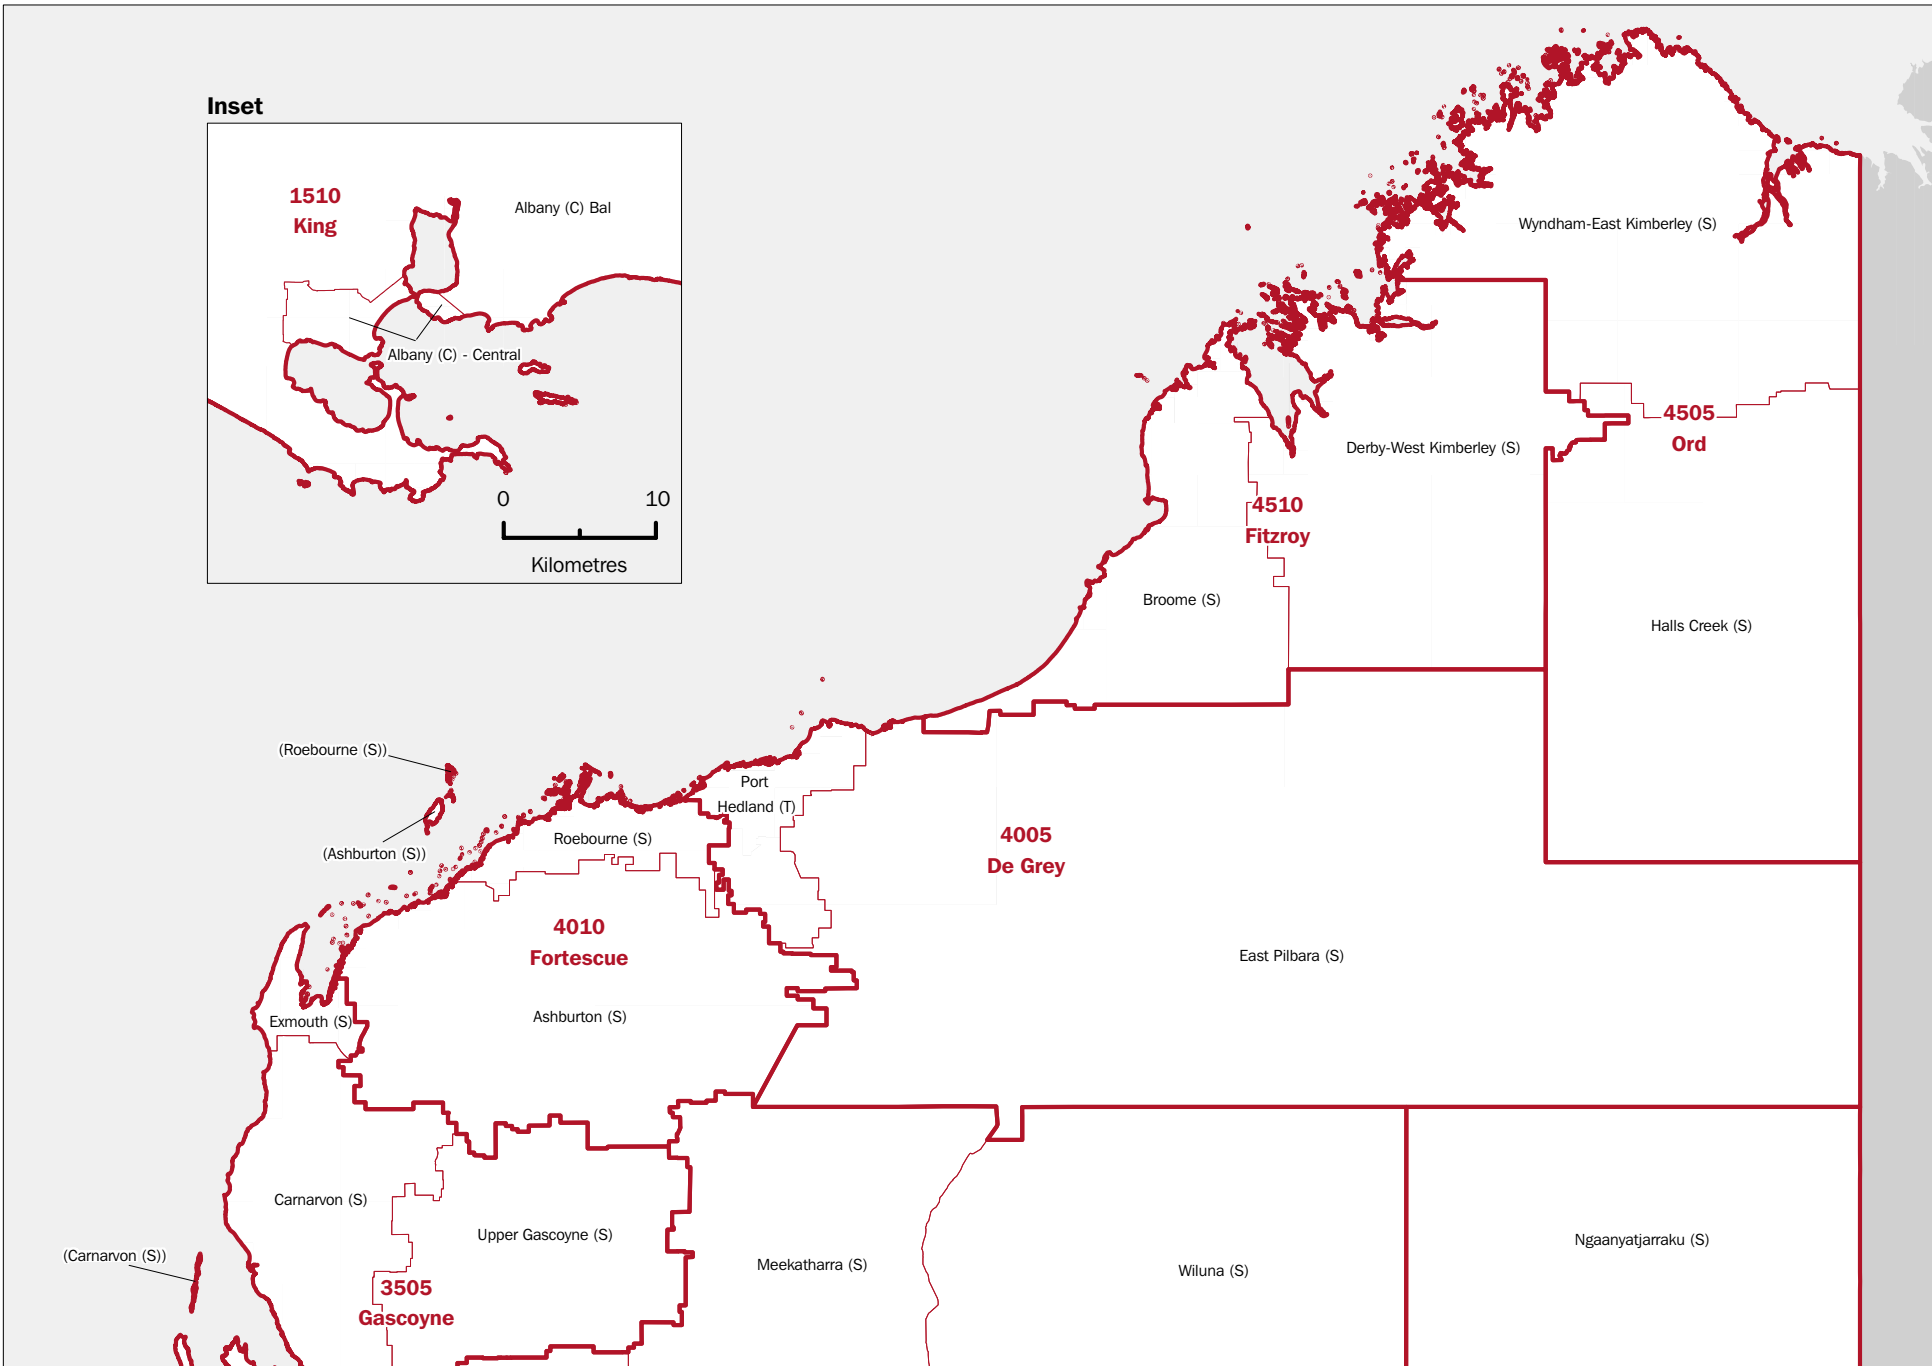 Inset
1510
King
Albany (C) Bal
Albany (C) - Central
0 10
Kilometres
Wyndham-East Kimberley (S)
4505
Ord
Derby-West Kimberley (S)
4510
Fitzroy
Broome (S)
Halls Creek (S)
(Roebourne (S))
Port
Hedland (T)
(Ashburton (S))
Roebourne (S)
4005
De Grey
4010
Fortescue
East Pilbara (S)
Exmouth (S)
Ashburton (S)
Carnarvon (S)
Upper Gascoyne (S)
(Carnarvon (S))
Meekatharra (S)
Wiluna (S)
Ngaanyatjarraku (S)
3505
Gascoyne